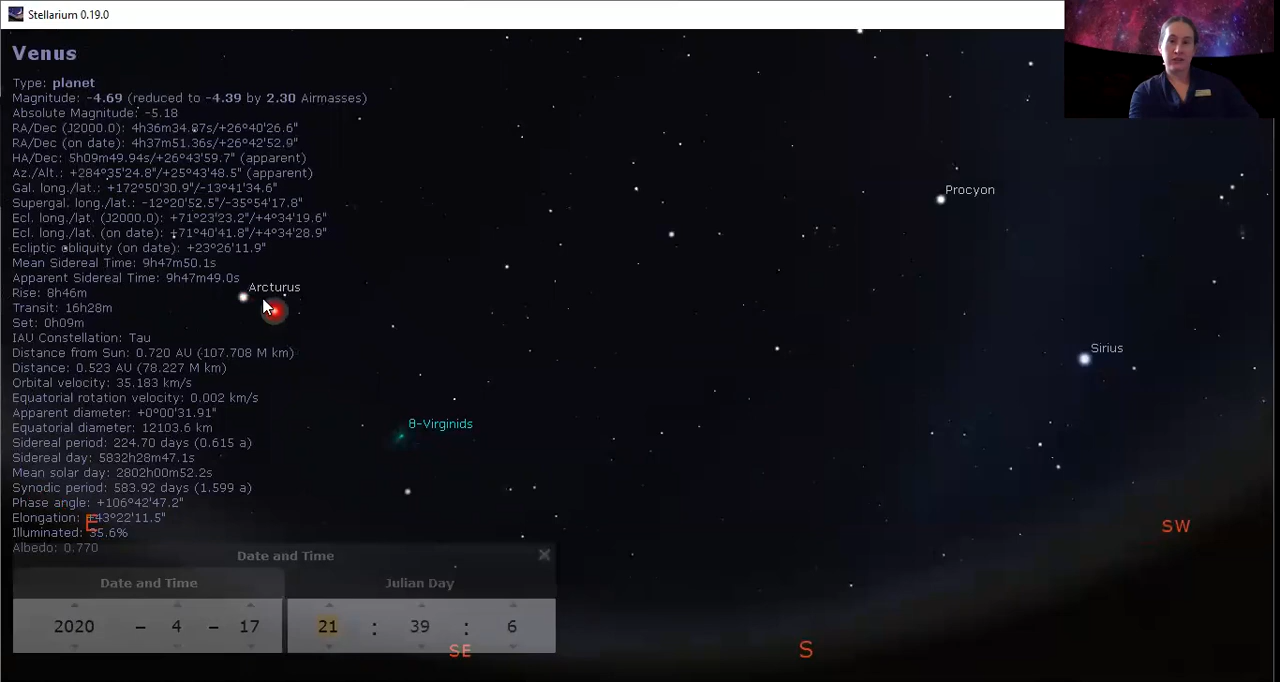 Stellarium 0.19.0
Venus
Type: planet
Magnitude: -4.69 (reduced to -4.39 by 2.30 Airmasses)
Absolute Magnitude: -5.18
RA/Dec (J2000.0): 4h36m34.87s/+26°40'26.6"
RA/Dec (on date): 4h37m51.36s/+26°42'52.9"
HA/Dec: 5h09m49.94s/+26°43'59.7" (apparent)
Az./Alt.: +284°35'24.8"/+25°43'48.5" (apparent)
Gal. long./lat.: +172°50'30.9"/-13°41'34.6"
Supergal. long./lat.: -12°20'52.5"/-35°54'17.8"
Ecl. long./lat. (J2000.0): +71°23'23.2"/+4°34'19.6"
Ecl. long./lat. (on date): +71°40'41.8"/+4°34'28.9"
Ecliptic obliquity (on date): +23°26'11.9"
Mean Sidereal Time: 9h47m50.1s
Apparent Sidereal Time: 9h47m49.0s
Rise: 8h46m
Transit: 16h28m
Set: 0h09m
IAU Constellation: Tau
Distance from Sun: 0.720 AU (107.708 M km)
Distance: 0.523 AU (78.227 M km)
Orbital velocity: 35.183 km/s
Equatorial rotation velocity: 0.002 km/s
Apparent diameter: +0°00'31.91"
Equatorial diameter: 12103.6 km
Sidereal period: 224.70 days (0.615 a)
Sidereal day: 5832h28m47.1s
Mean solar day: 2802h00m52.2s
Synodic period: 583.92 days (1.599 a)
Phase angle: +106°42'47.2"
Elongation: +43°22'11.5"
Illuminated: 35.6%
Albedo: 0.770
Procyon
Arcturus
Sirius
θ-Virginids
E
SW
Date and Time
Date and Time Julian Day
2020 - 4 - 17 21 : 39 : 6
SE
S